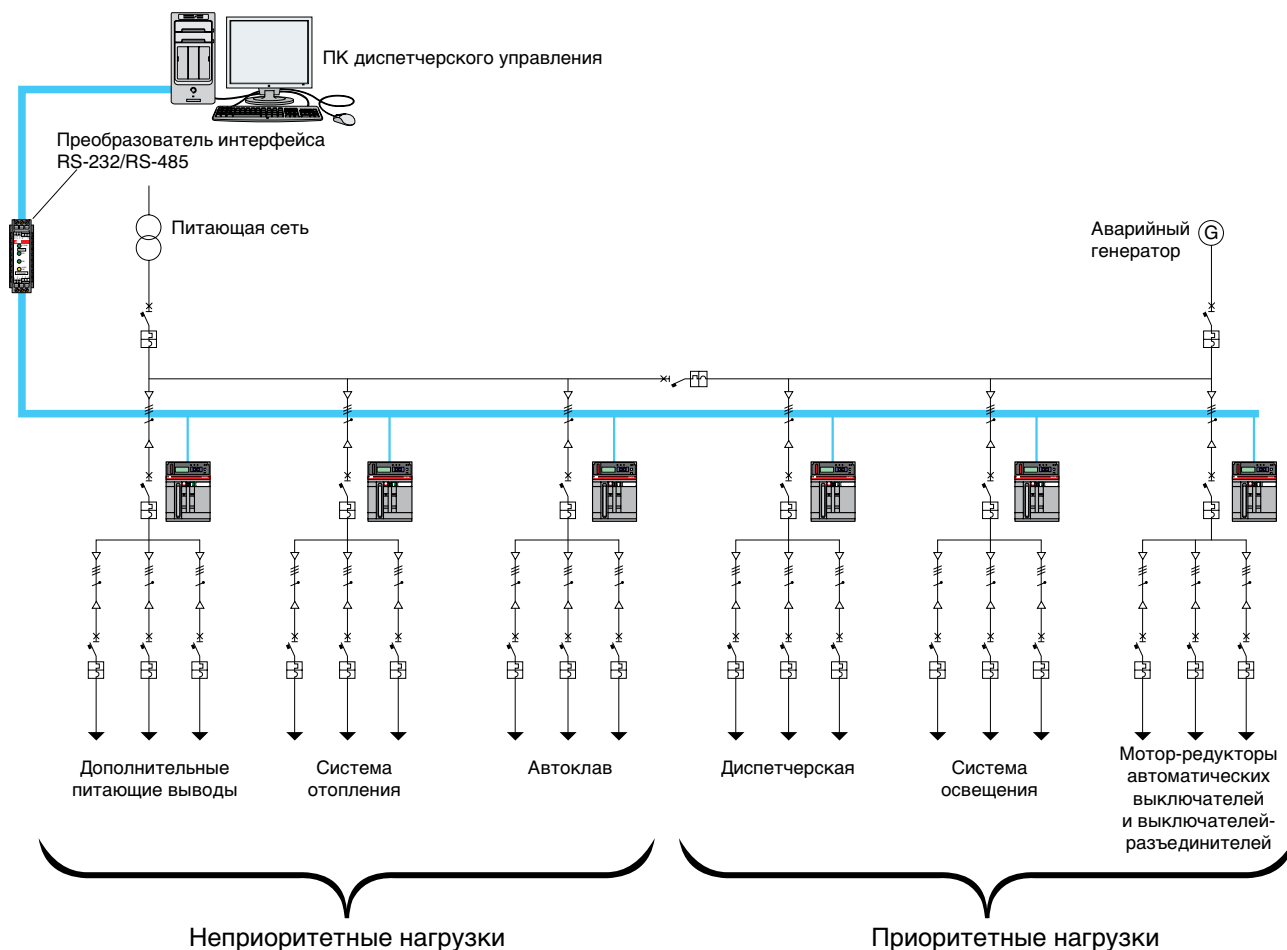 ПК диспетчерского управления
Преобразователь интерфейса
RS-232/RS-485
Питающая сеть
Аварийный
генератор
G
Дополнительные
питающие выводы
Система
отопления
Автоклав
Диспетчерская
Система
освещения
Мотор-редукторы
автоматических
выключателей
и выключателей-
разъединителей
Неприоритетные нагрузки
Приоритетные нагрузки